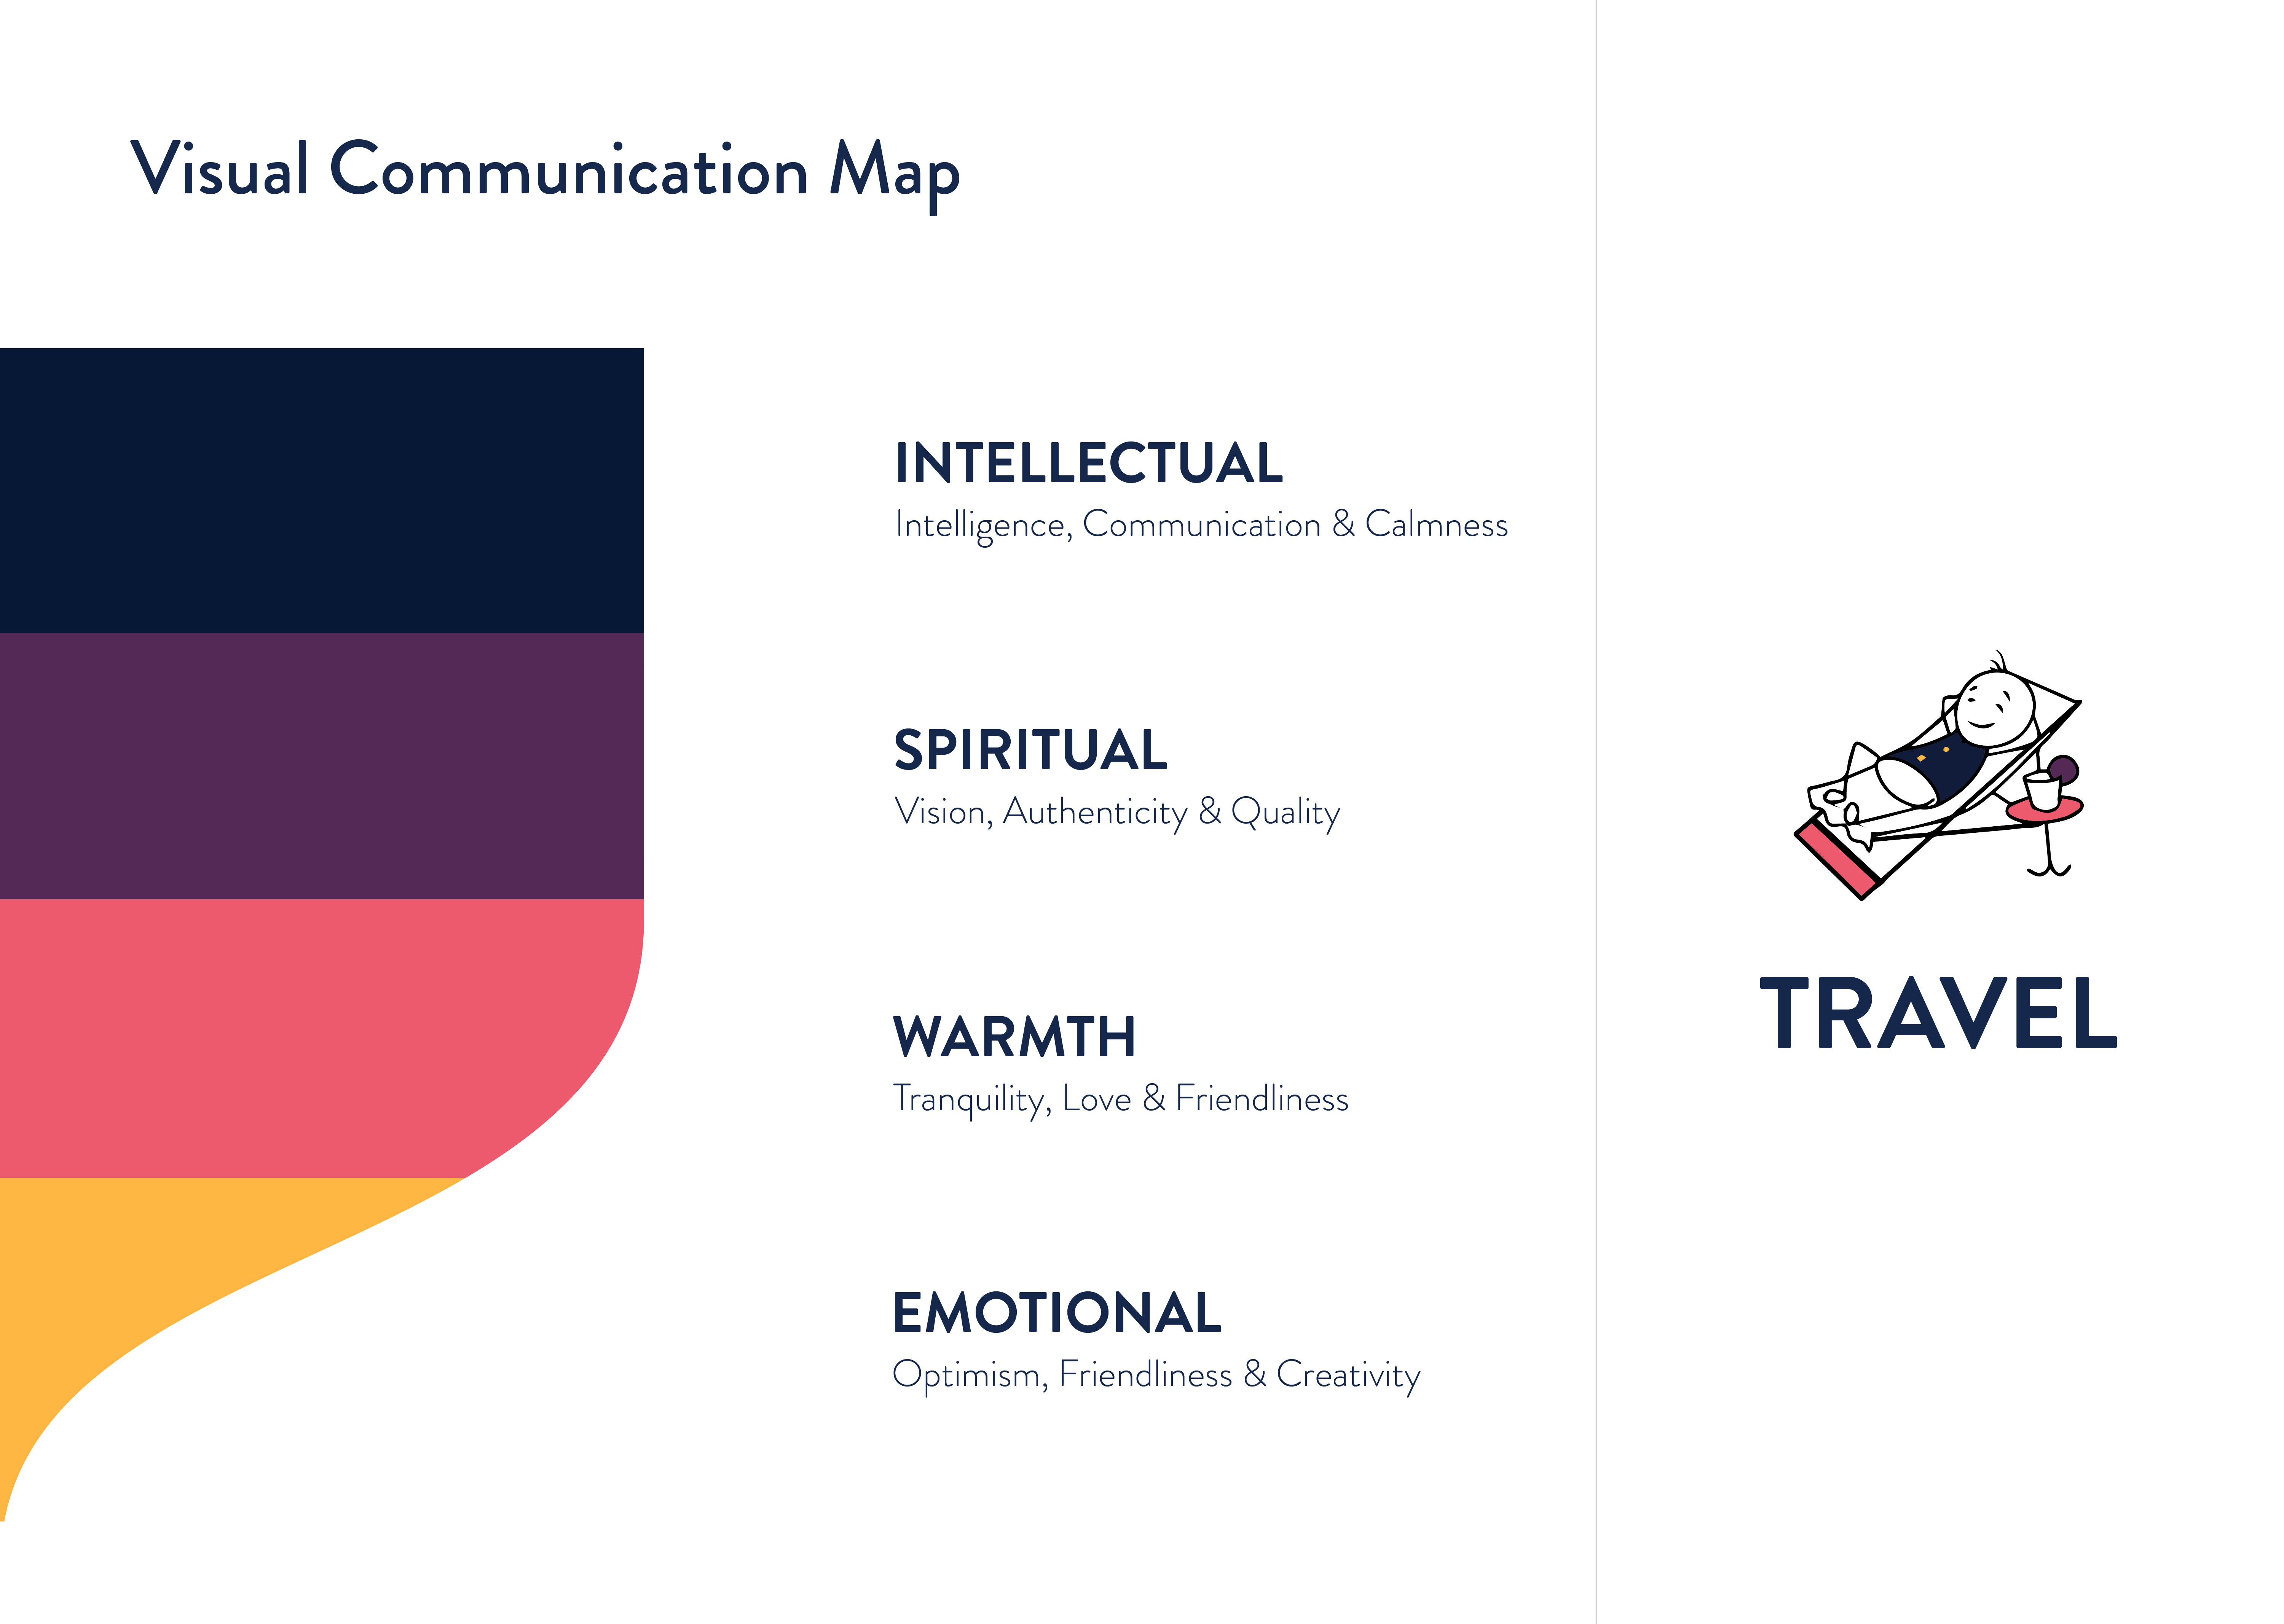 Visual Communication Map
INTELLECTUAL
Intelligence, Communication & Calmness
SPIRITUAL
Vision, Authenticity & Quality
WARMTH
Tranquility, Love & Friendliness
EMOTIONAL
Optimism, Friendliness & Creativity
TRAVEL